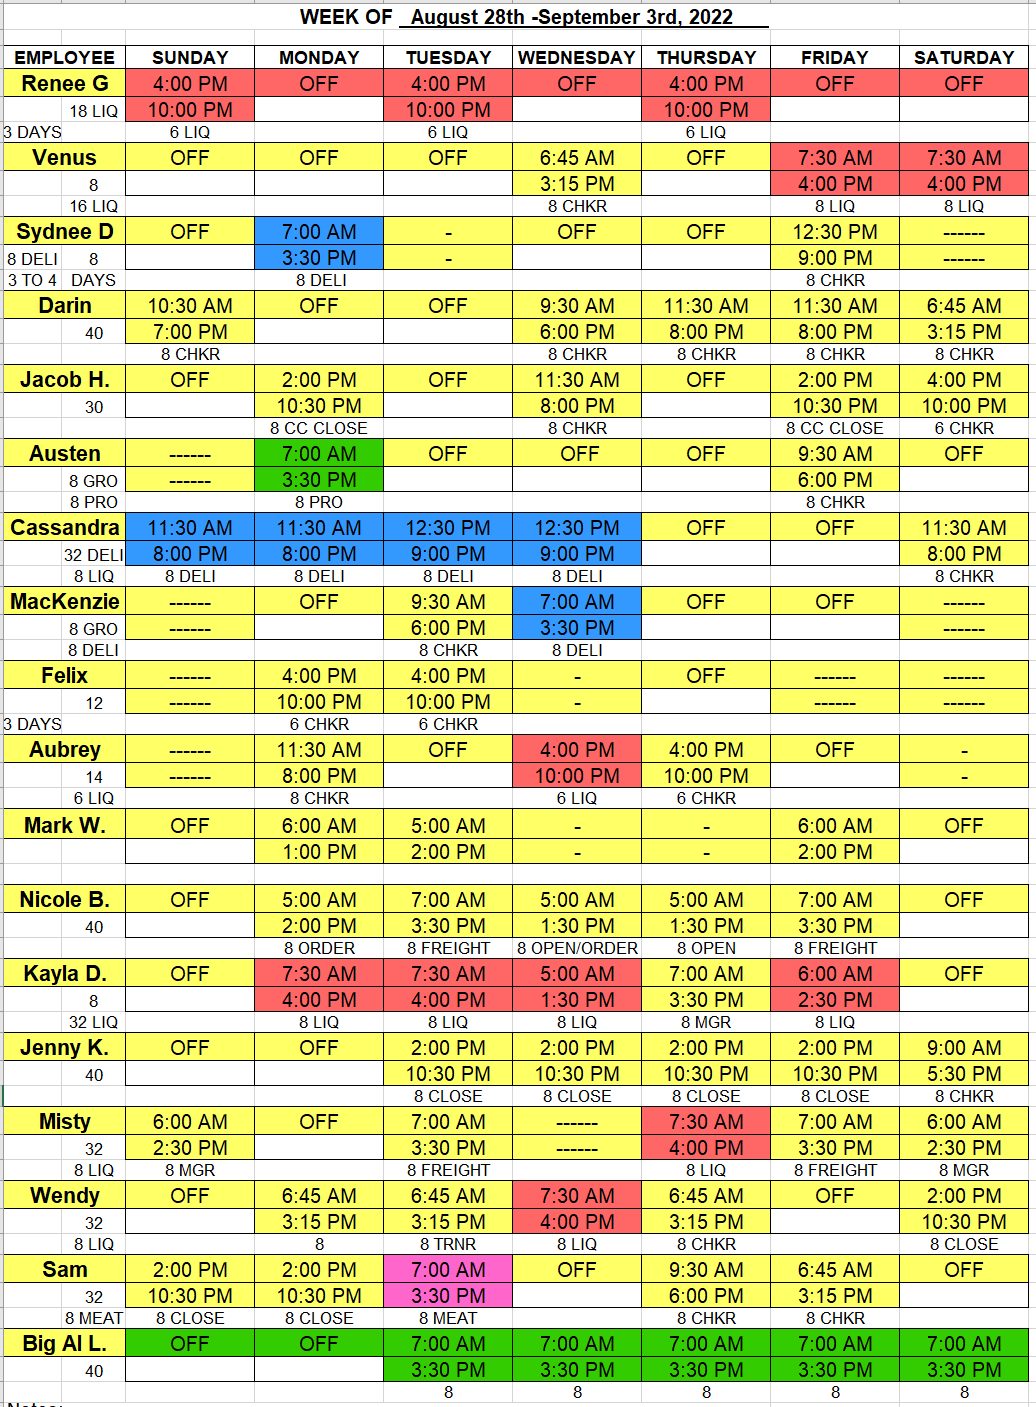 WEEK OF August 28th -September 3rd, 2022
EMPLOYEE SUNDAY MONDAY TUESDAY WEDNESDAY THURSDAY FRIDAY SATURDAY
Renee G 4:00 PM OFF 4:00 PM OFF 4:00 PM OFF OFF
18 LIQ 10:00 PM 10:00 PM 10:00 PM
3 DAYS 6 LIQ 6 LIQ 6 LIQ
Venus OFF OFF OFF 6:45 AM OFF 7:30 AM 7:30 AM
8 3:15 PM 4:00 PM 4:00 PM
16 LIQ 8 CHKR 8 LIQ 8 LIQ
Sydnee D OFF 7:00 AM - OFF OFF 12:30 PM ------
8 DELI 8 3:30 PM - 9:00 PM ------
3 TO 4 DAYS 8 DELI 8 CHKR
Darin 10:30 AM OFF OFF 9:30 AM 11:30 AM 11:30 AM 6:45 AM
40 7:00 PM 6:00 PM 8:00 PM 8:00 PM 3:15 PM
8 CHKR 8 CHKR 8 CHKR 8 CHKR 8 CHKR
Jacob H. OFF 2:00 PM OFF 11:30 AM OFF 2:00 PM 4:00 PM
30 10:30 PM 8:00 PM 10:30 PM 10:00 PM
8 CC CLOSE 8 CHKR 8 CC CLOSE 6 CHKR
Austen ------ 7:00 AM OFF OFF OFF 9:30 AM OFF
8 GRO ------ 3:30 PM 6:00 PM
8 PRO 8 PRO 8 CHKR
Cassandra 11:30 AM 11:30 AM 12:30 PM 12:30 PM OFF OFF 11:30 AM
32 DELI 8:00 PM 8:00 PM 9:00 PM 9:00 PM 8:00 PM
8 LIQ 8 DELI 8 DELI 8 DELI 8 DELI 8 CHKR
MacKenzie ------ OFF 9:30 AM 7:00 AM OFF OFF ------
8 GRO ------ 6:00 PM 3:30 PM ------
8 DELI 8 CHKR 8 DELI
Felix ------ 4:00 PM 4:00 PM - OFF ------ ------
12 ------ 10:00 PM 10:00 PM - ------ ------
3 DAYS 6 CHKR 6 CHKR
Aubrey ------ 11:30 AM OFF 4:00 PM 4:00 PM OFF -
14 ------ 8:00 PM 10:00 PM 10:00 PM -
6 LIQ 8 CHKR 6 LIQ 6 CHKR
Mark W. OFF 6:00 AM 5:00 AM - - 6:00 AM OFF
1:00 PM 2:00 PM - - 2:00 PM
Nicole B. OFF 5:00 AM 7:00 AM 5:00 AM 5:00 AM 7:00 AM OFF
40 2:00 PM 3:30 PM 1:30 PM 1:30 PM 3:30 PM
8 ORDER 8 FREIGHT 8 OPEN/ORDER 8 OPEN 8 FREIGHT
Kayla D. OFF 7:30 AM 7:30 AM 5:00 AM 7:00 AM 6:00 AM OFF
8 4:00 PM 4:00 PM 1:30 PM 3:30 PM 2:30 PM
32 LIQ 8 LIQ 8 LIQ 8 LIQ 8 MGR 8 LIQ
Jenny K. OFF OFF 2:00 PM 2:00 PM 2:00 PM 2:00 PM 9:00 AM
40 10:30 PM 10:30 PM 10:30 PM 10:30 PM 5:30 PM
8 CLOSE 8 CLOSE 8 CLOSE 8 CLOSE 8 CHKR
Misty 6:00 AM OFF 7:00 AM ------ 7:30 AM 7:00 AM 6:00 AM
32 2:30 PM 3:30 PM ------ 4:00 PM 3:30 PM 2:30 PM
8 LIQ 8 MGR 8 FREIGHT 8 LIQ 8 FREIGHT 8 MGR
Wendy OFF 6:45 AM 6:45 AM 7:30 AM 6:45 AM OFF 2:00 PM
32 3:15 PM 3:15 PM 4:00 PM 3:15 PM 10:30 PM
8 LIQ 8 8 TRNR 8 LIQ 8 CHKR 8 CLOSE
Sam 2:00 PM 2:00 PM 7:00 AM OFF 9:30 AM 6:45 AM OFF
32 10:30 PM 10:30 PM 3:30 PM 6:00 PM 3:15 PM
8 MEAT 8 CLOSE 8 CLOSE 8 MEAT 8 CHKR 8 CHKR
Big Al L. OFF OFF 7:00 AM 7:00 AM 7:00 AM 7:00 AM 7:00 AM
40 3:30 PM 3:30 PM 3:30 PM 3:30 PM 3:30 PM
8 8 8 8 8